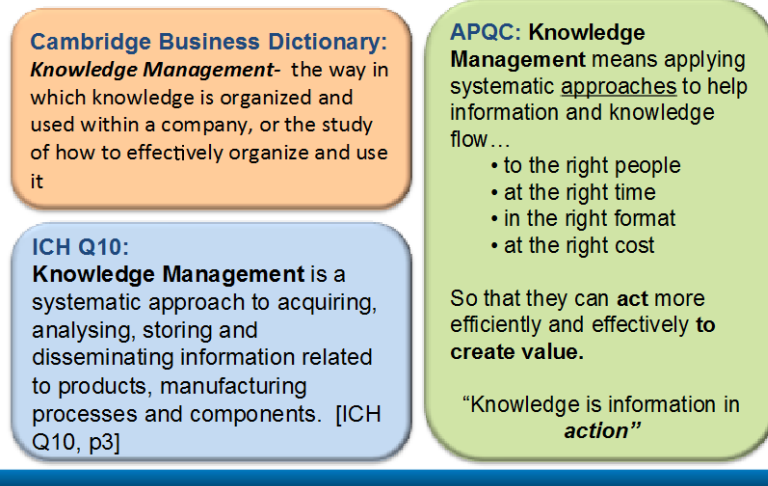 Cambridge Business Dictionary:
Knowledge Management- the way in
which knowledge is organized and
used within a company, or the study
of how to effectively organize and use
it
ICH Q10:
Knowledge Management is a
systematic approach to acquiring,
analysing, storing and
disseminating information related
to products, manufacturing
processes and components. [ICH
Q10, p3]
APQC: Knowledge
Management means applying
systematic approaches to help
information and knowledge
flow…
• to the right people
• at the right time
• in the right format
• at the right cost
So that they can act more
efficiently and effectively to
create value.
“Knowledge is information in
action”